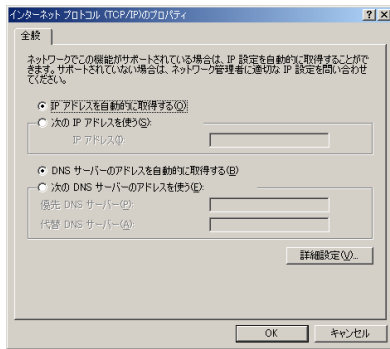 インターネット プロトコル (TCP/IP)のプロパティ
全般
ネットワークでこの機能がサポートされている場合は、IP 設定を自動的に取得することがで
きます。サポートされていない場合は、ネットワーク管理者に適切な IP 設定を問い合わせ
てください。
IP アドレスを自動的に取得する(O)
次の IP アドレスを使う(S):
IP アドレス(I):
DNS サーバーのアドレスを自動的に取得する(B)
次の DNS サーバーのアドレスを使う(E):
優先 DNS サーバー(P):
代替 DNS サーバー(A):
詳細設定(V)...
OK
キャンセル